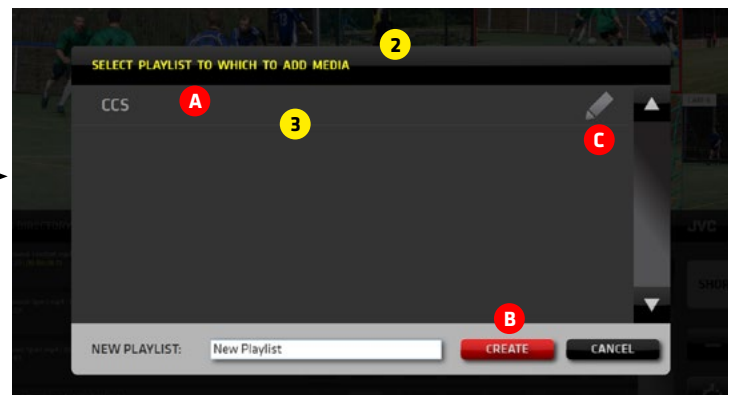 2
SELECT PLAYLIST TO WHICH TO ADD MEDIA
CCS A
3
C
JVC
B
NEW PLAYLIST: New Playlist CREATE CANCEL